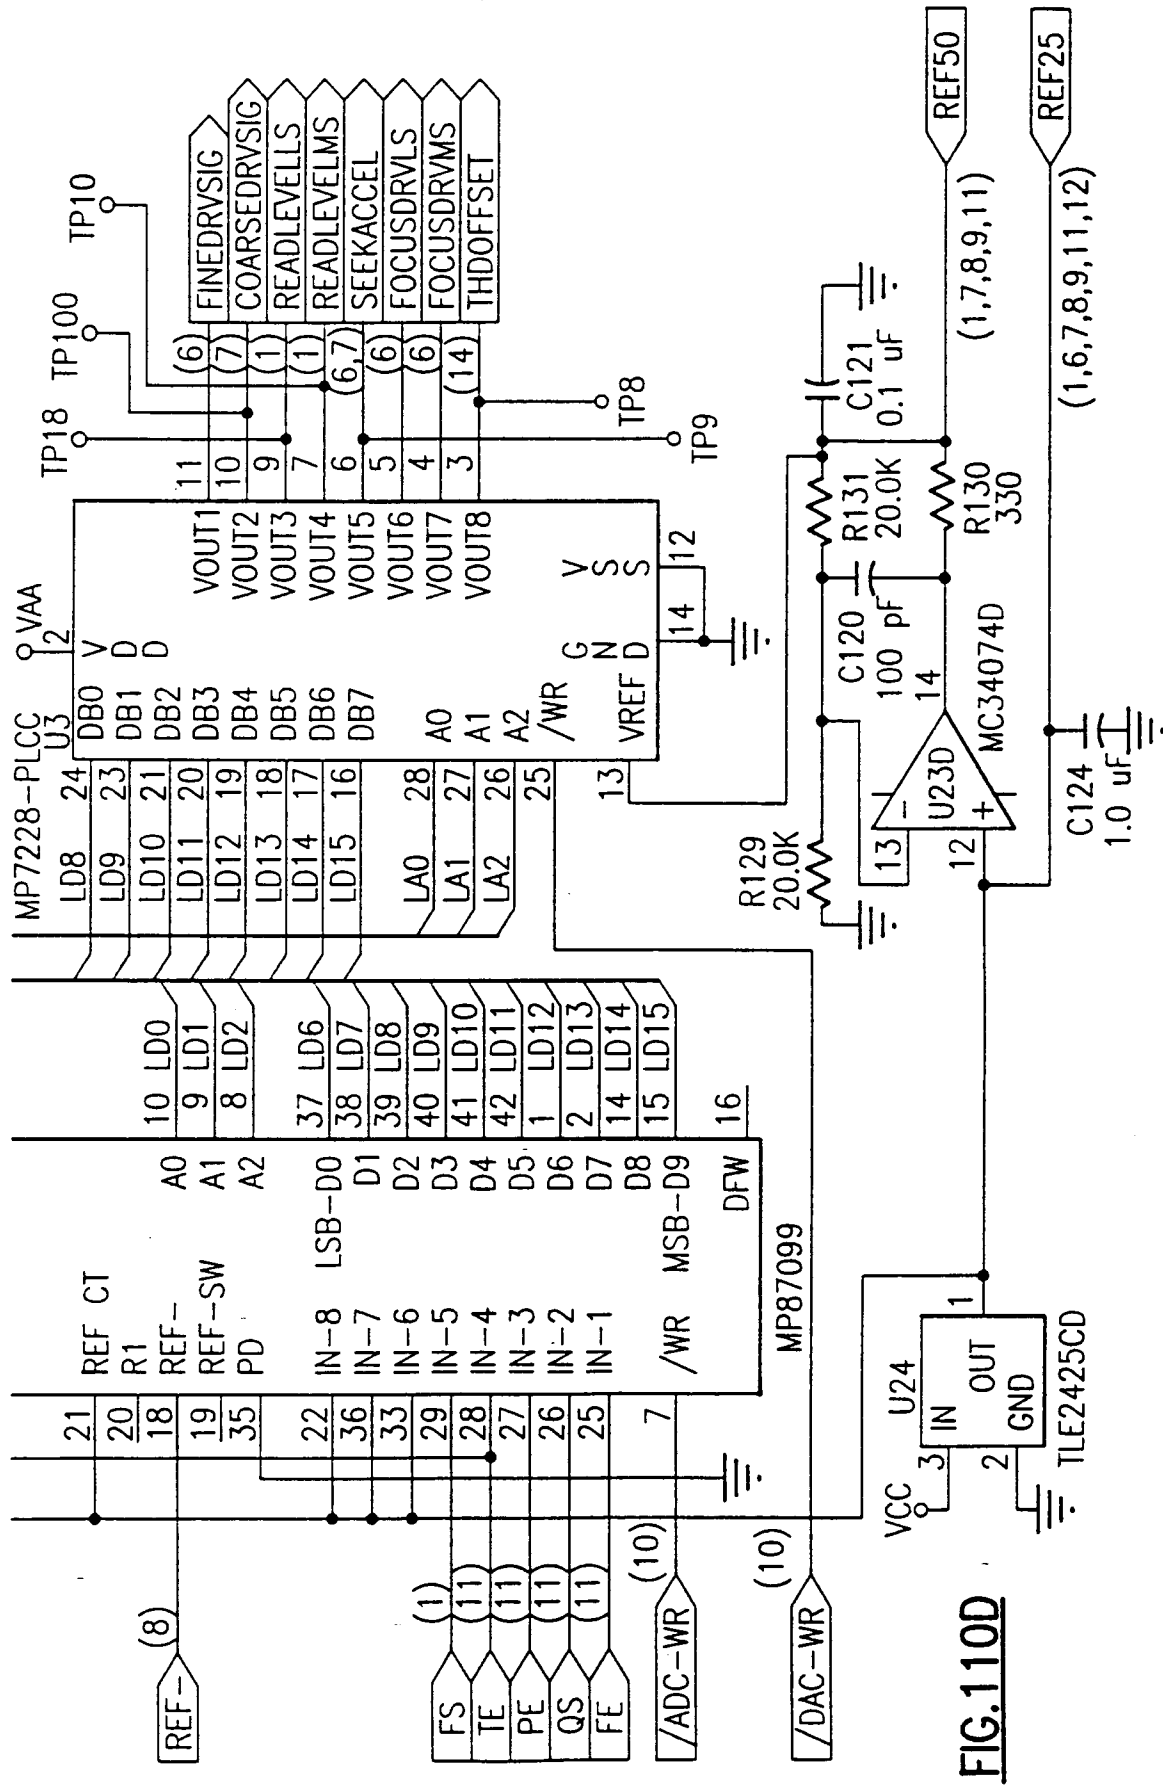 MP7228-PLCC
U3
VAA
2
VDD
LD8 24 DB0
LD9 23 DB1
LD10 21 DB2
LD11 20 DB3
LD12 19 DB4
LD13 18 DB5
LD14 17 DB6
LD15 16 DB7
LA0 28 A0
LA1 27 A1
LA2 26 A2
25 /WR
13 VREF
GND 14
VSS 12
VOUT1 11 (6) FINEDRVSIG
VOUT2 10 (7) COARSEDRVSIG
VOUT3 9 (1) READLEVELLS
VOUT4 7 (1) READLEVELMS
VOUT5 6 (6,7) SEEKACCEL
VOUT6 5 (6) FOCUSDRVLS
VOUT7 4 (6) FOCUSDRVMS
VOUT8 3 (14) THDOFFSET
TP18
TP100
TP10
TP8
TP9
REF- (8)
21 REF CT
20 R1
18 REF-
19 REF-SW
35 PD
22 IN-8
36 IN-7
33 IN-6
FS (1) 29 IN-5
TE (11) 28 IN-4
PE (11) 27 IN-3
QS (11) 26 IN-2
FE (11) 25 IN-1
/ADC-WR (10) 7 /WR
/DAC-WR (10)
A0 10 LD0
A1 9 LD1
A2 8 LD2
LSB-D0 37 LD6
D1 38 LD7
D2 39 LD8
D3 40 LD9
D4 41 LD10
D5 42 LD11
D6 1 LD12
D7 2 LD13
D8 14 LD14
MSB-D9 15 LD15
DFW 16
MP87099
R129
20.0K
C120
100 pF
R131
20.0K
C121
0.1 uF
R130
330
13 -
U23D
12 +
14
MC34074D
C124
1.0 uF
REF50
(1,7,8,9,11)
REF25
(1,6,7,8,9,11,12)
U24
VCC
3 IN
OUT 1
2 GND
TLE2425CD
FIG.110D